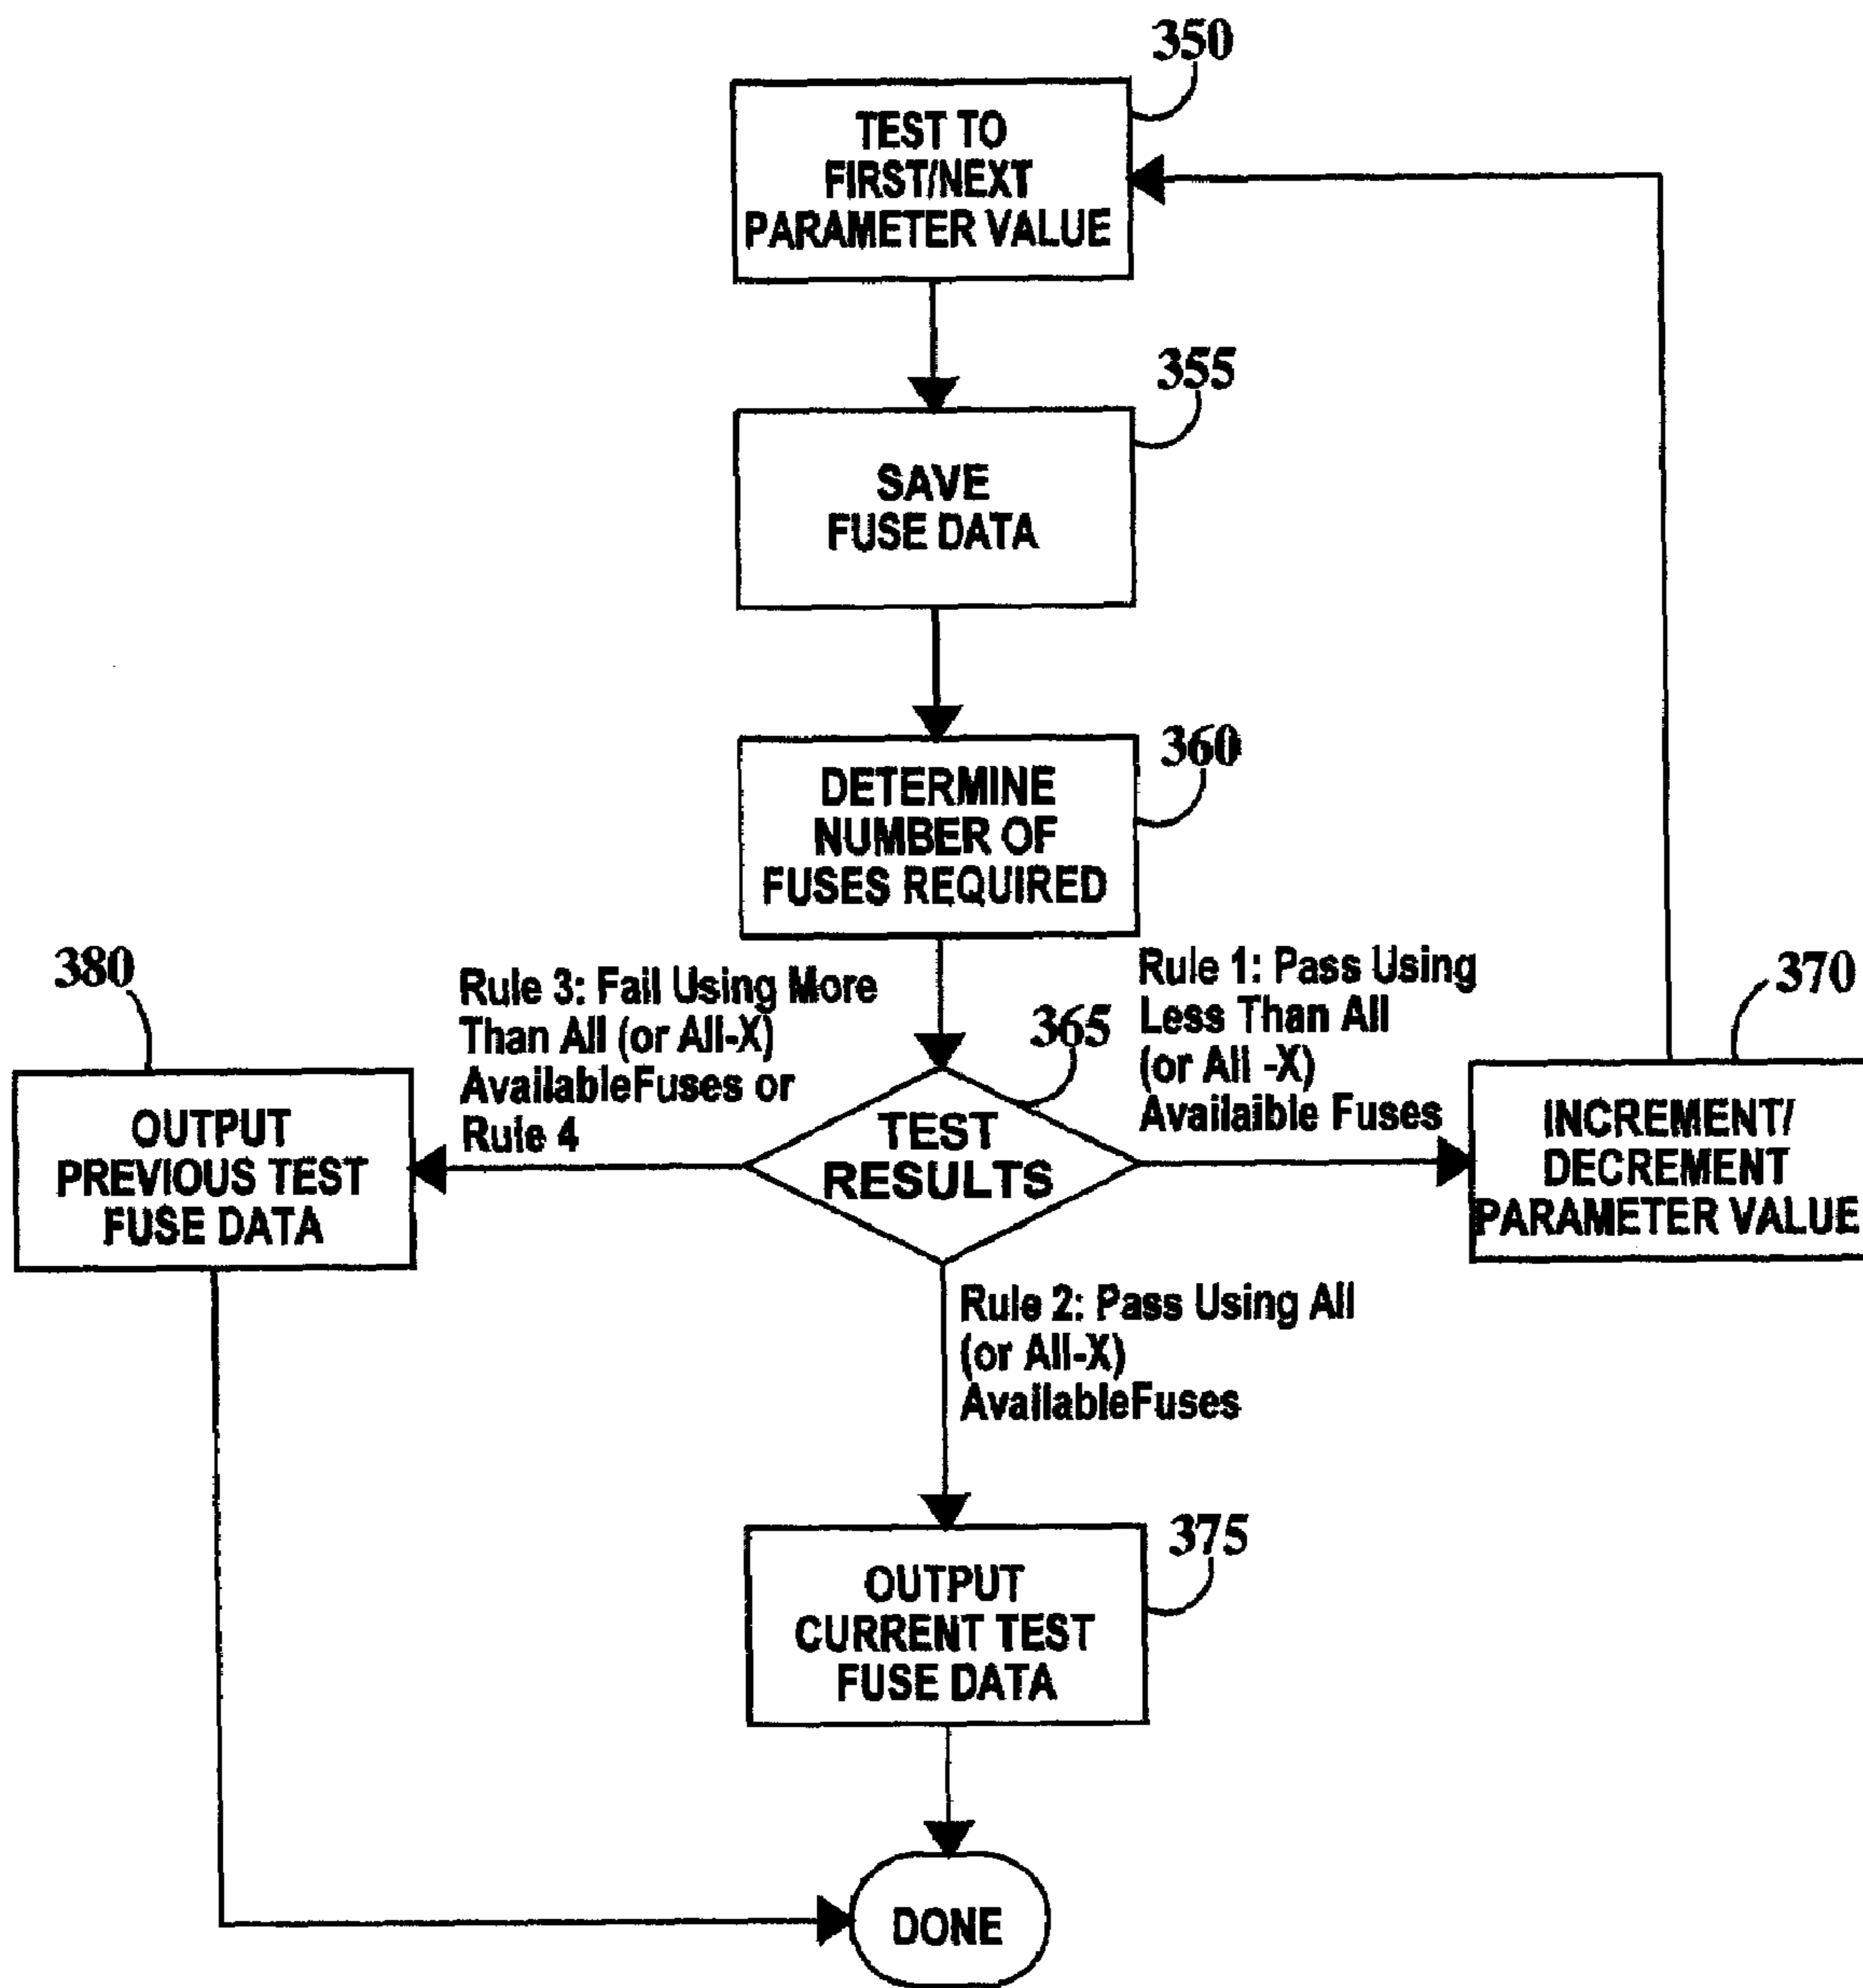 350
TEST TO
FIRST/NEXT
PARAMETER VALUE
355
SAVE
FUSE DATA
360
DETERMINE
NUMBER OF
FUSES REQUIRED
380
Rule 3: Fail Using More
Than All (or All-X)
AvailableFuses or
Rule 4
365
Rule 1: Pass Using
Less Than All
(or All -X)
Availaible Fuses
370
OUTPUT
PREVIOUS TEST
FUSE DATA
TEST
RESULTS
INCREMENT/
DECREMENT
PARAMETER VALUE
Rule 2: Pass Using All
(or All-X)
AvailableFuses
375
OUTPUT
CURRENT TEST
FUSE DATA
DONE